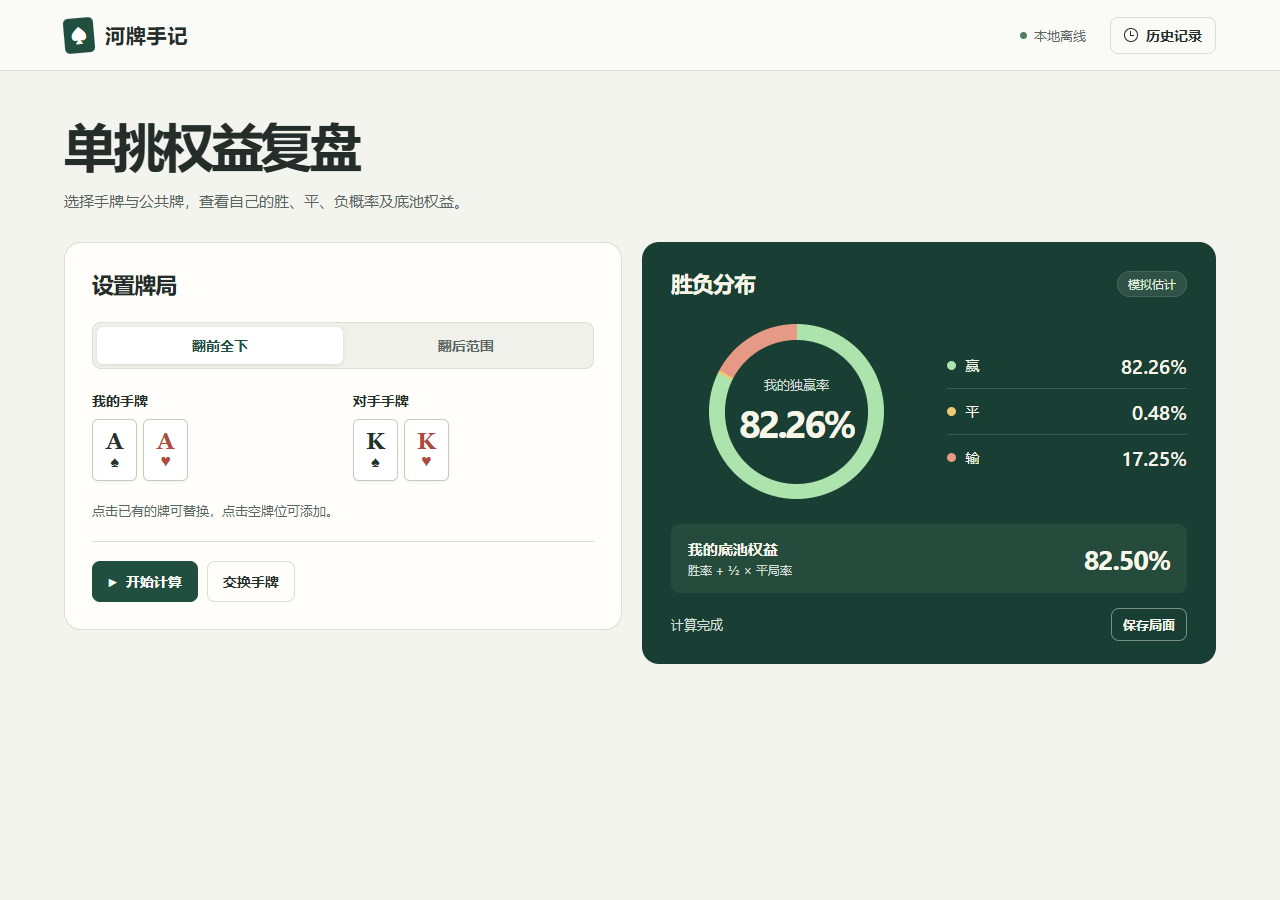 河牌手记
本地离线
历史记录
单挑权益复盘
选择手牌与公共牌，查看自己的胜、平、负概率及底池权益。
设置牌局
翻前全下
翻后范围
我的手牌
对手手牌
A♠ A♥
K♠ K♥
点击已有的牌可替换，点击空牌位可添加。
▶ 开始计算
交换手牌
胜负分布
模拟估计
我的独赢率
82.26%
赢 82.26%
平 0.48%
输 17.25%
我的底池权益
胜率 + ½ × 平局率
82.50%
计算完成
保存局面